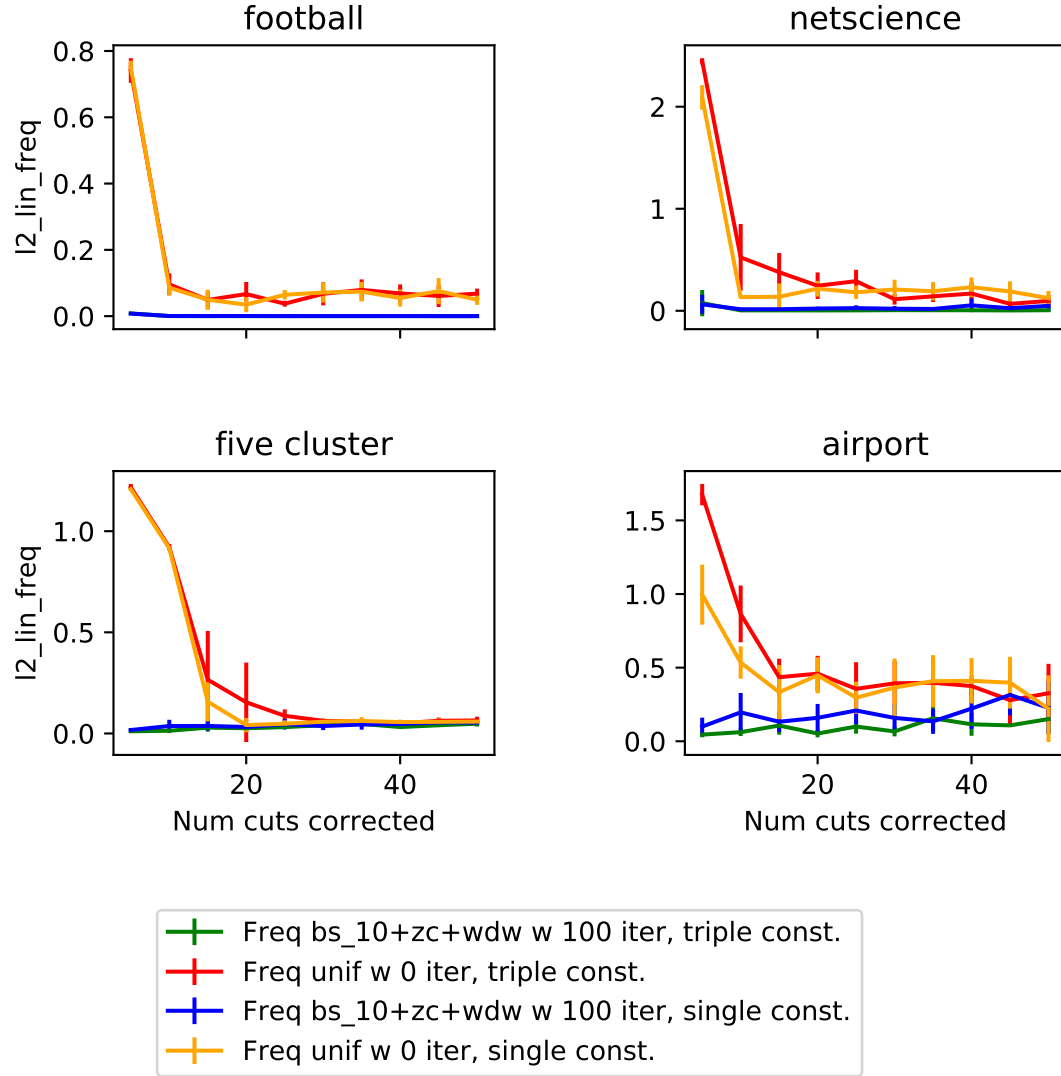 football
netscience
0.8
0.6
0.4
0.2
0.0
l2_lin_freq
2
1
0
five cluster
airport
1.0
0.5
0.0
l2_lin_freq
20
40
Num cuts corrected
1.5
1.0
0.5
0.0
20
40
Num cuts corrected
Freq bs_10+zc+wdw w 100 iter, triple const.
Freq unif w 0 iter, triple const.
Freq bs_10+zc+wdw w 100 iter, single const.
Freq unif w 0 iter, single const.